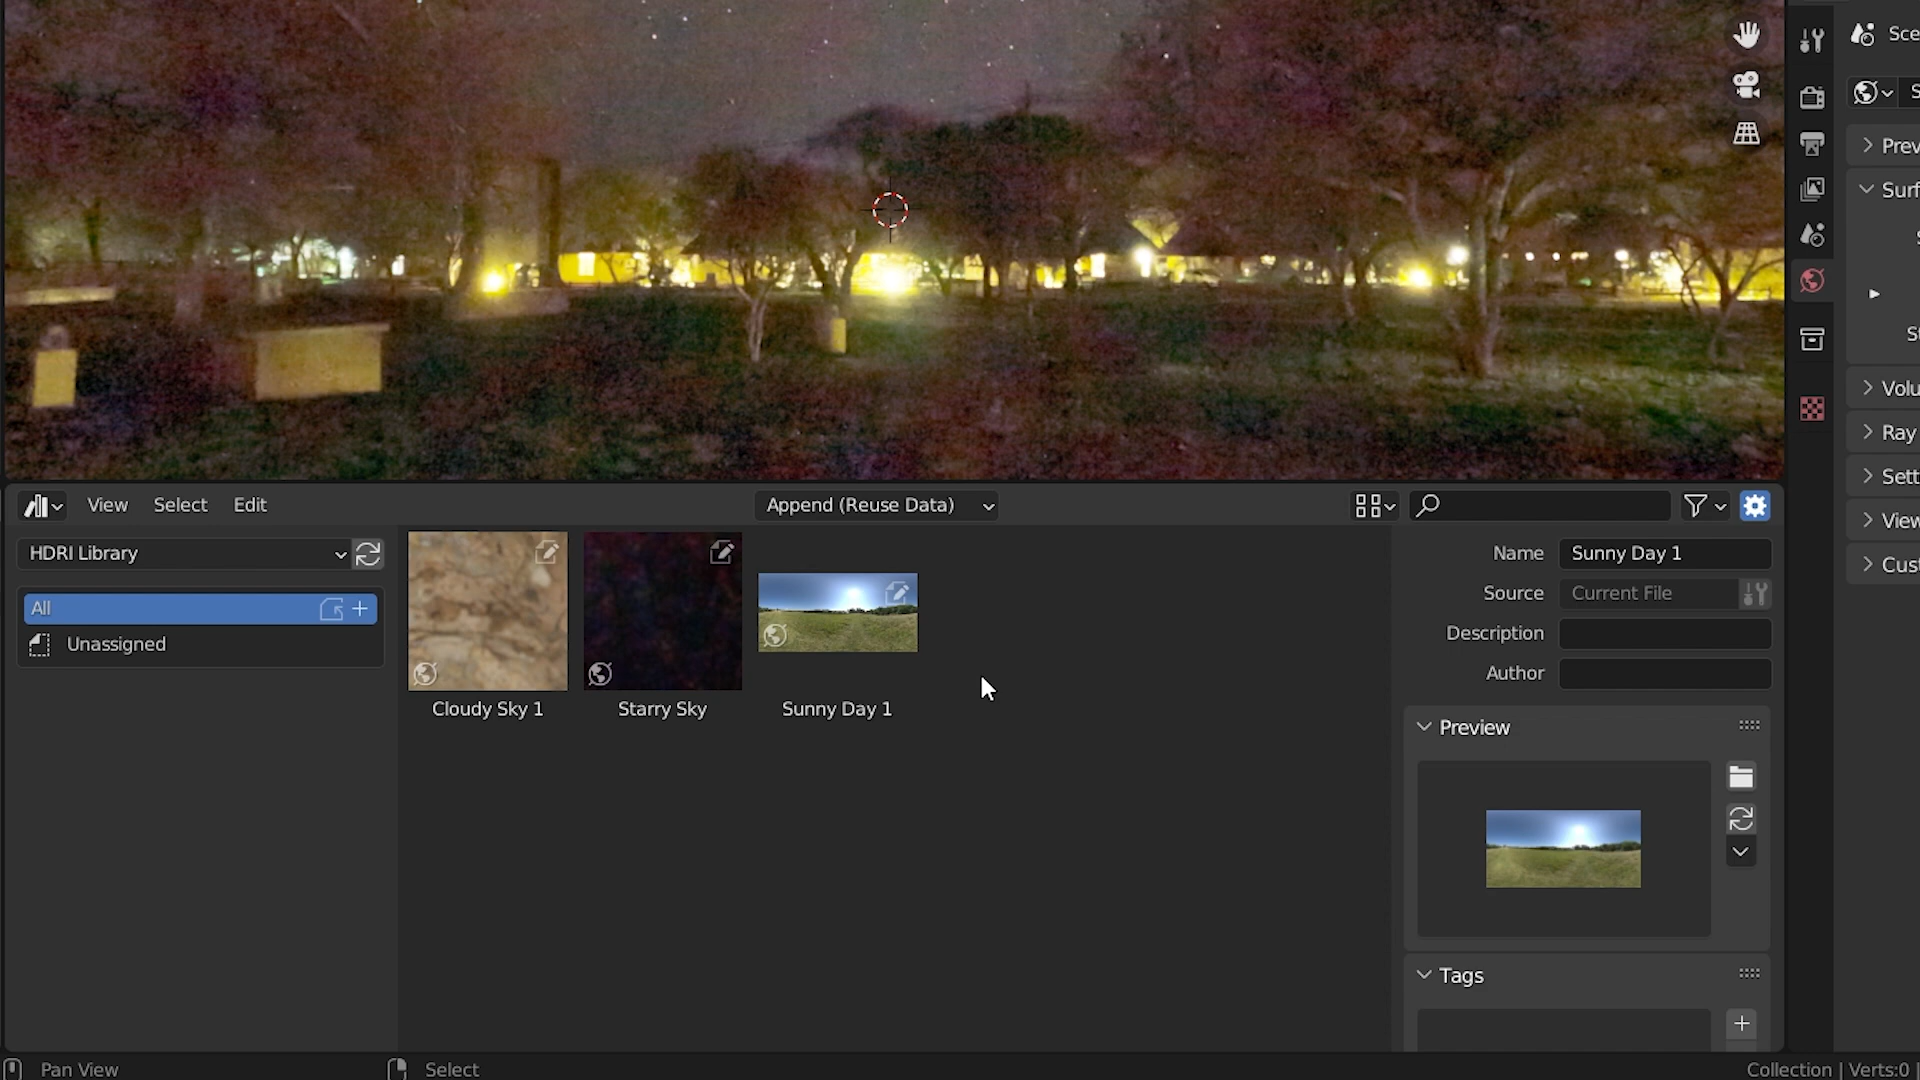 Sce
S
Prev
Surf
S
St
Volu
Ray
Sett
View
Cust
View Select Edit Append (Reuse Data)
HDRI Library
All
Unassigned
Cloudy Sky 1 Starry Sky Sunny Day 1
Name Sunny Day 1
Source Current File
Description
Author
Preview
Tags
Pan View Select Collection | Verts:0 |